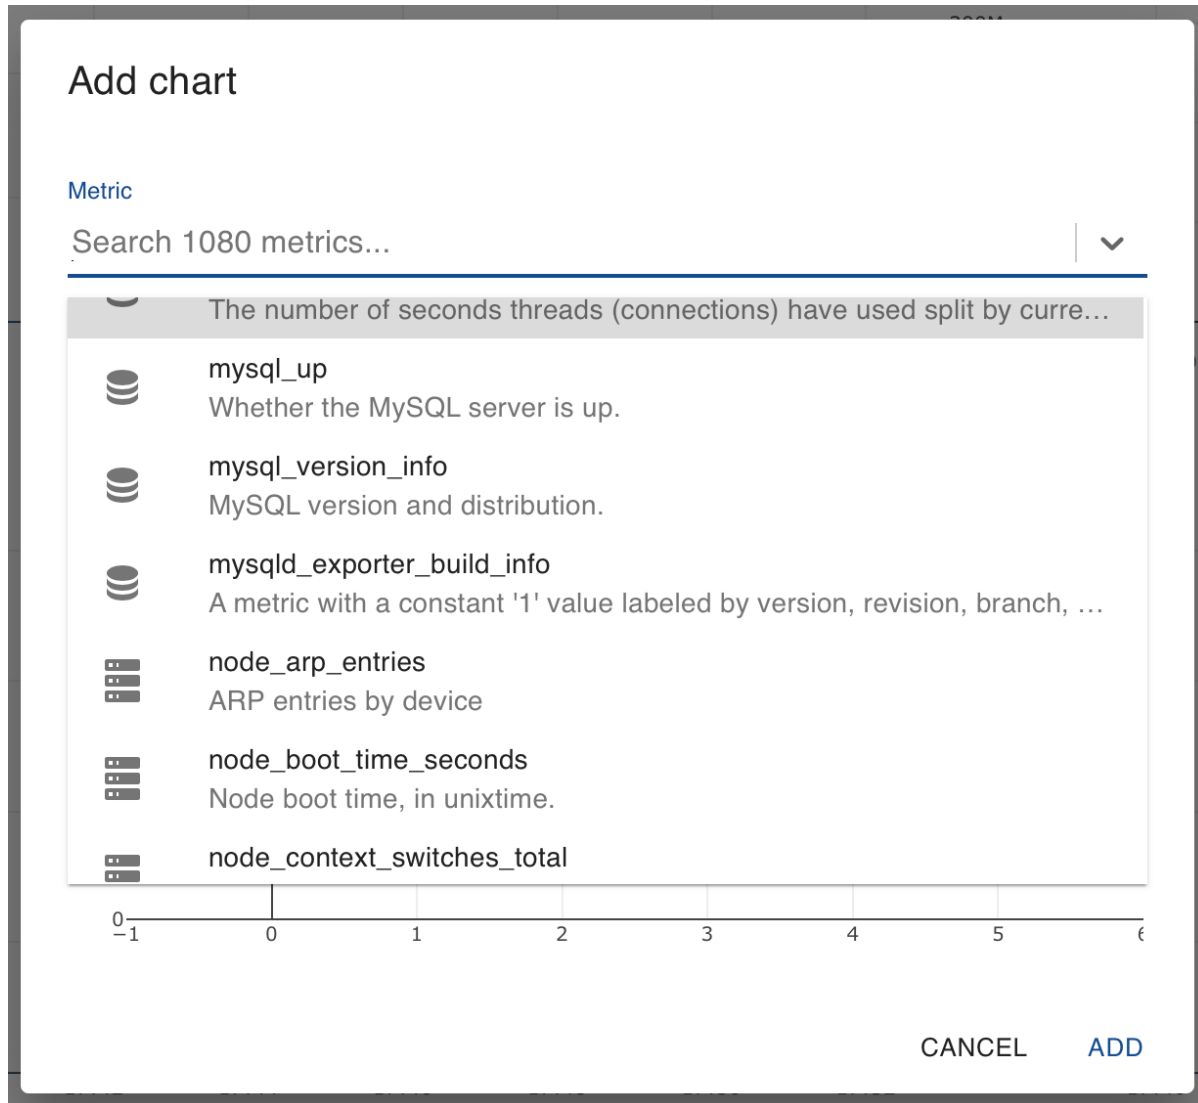 Add chart
Metric
Search 1080 metrics...
The number of seconds threads (connections) have used split by curre...
mysql_up
Whether the MySQL server is up.
mysql_version_info
MySQL version and distribution.
mysqld_exporter_build_info
A metric with a constant '1' value labeled by version, revision, branch, ...
node_arp_entries
ARP entries by device
node_boot_time_seconds
Node boot time, in unixtime.
node_context_switches_total
0
−1 0 1 2 3 4 5
CANCEL ADD